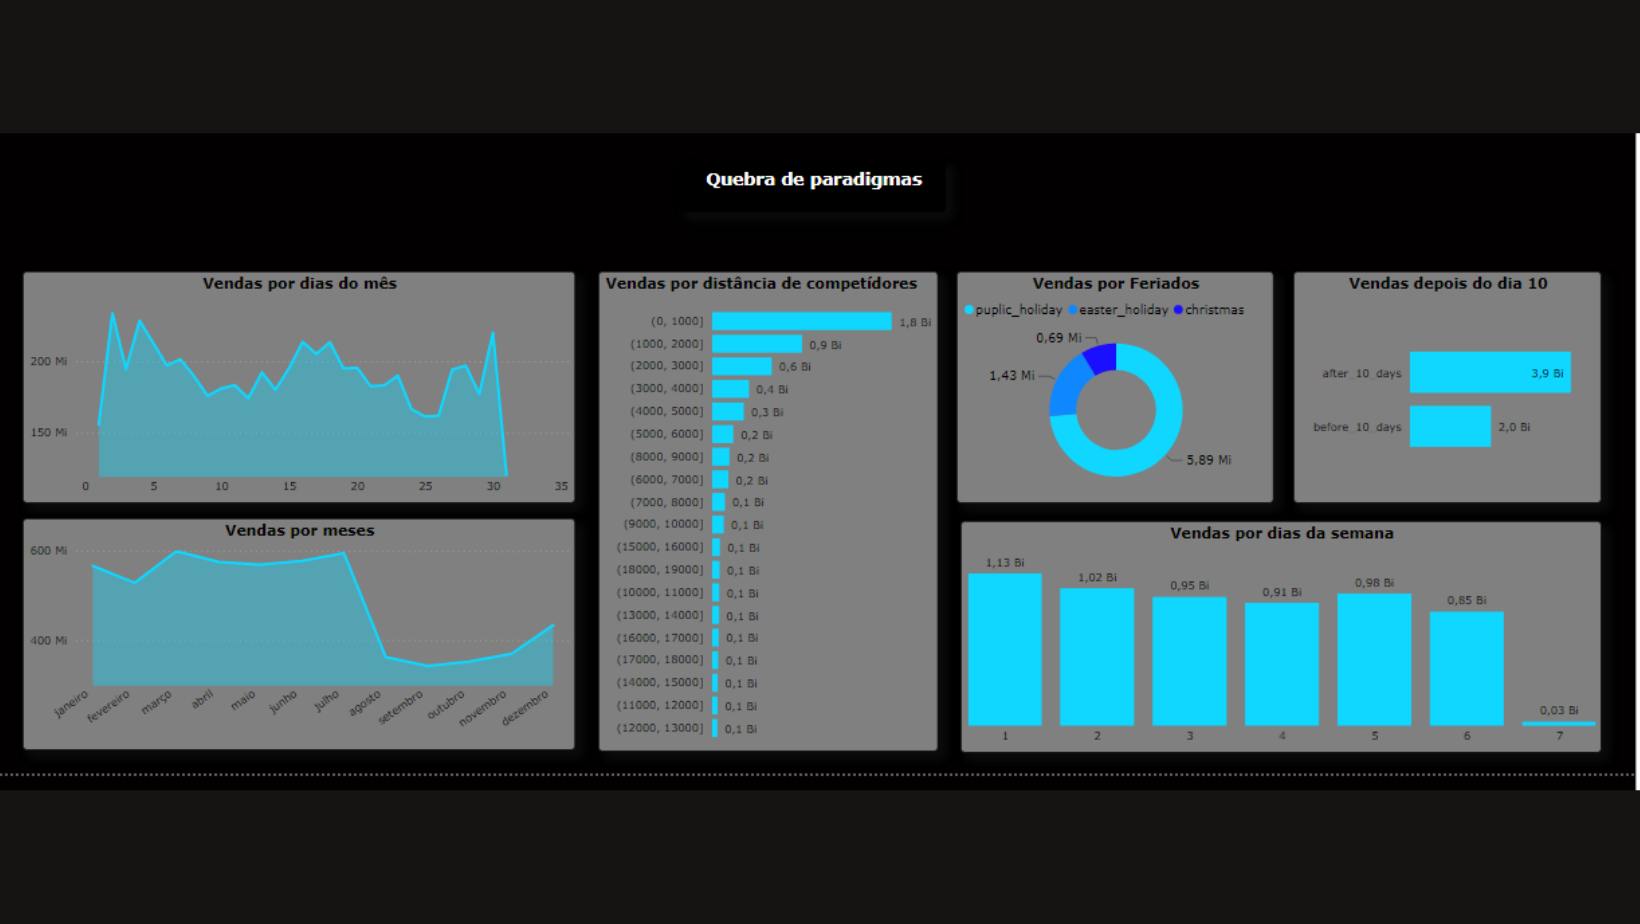 Quebra de paradigmas
Vendas por dias do mês
200 Mi
150 Mi
0 5 10 15 20 25 30 35
Vendas por meses
600 Mi
400 Mi
janeiro fevereiro março abril maio junho julho agosto setembro outubro novembro dezembro
Vendas por distância de competídores
(0, 1000] 1,8 Bi
(1000, 2000] 0,9 Bi
(2000, 3000] 0,6 Bi
(3000, 4000] 0,4 Bi
(4000, 5000] 0,3 Bi
(5000, 6000] 0,2 Bi
(8000, 9000] 0,2 Bi
(6000, 7000] 0,2 Bi
(7000, 8000] 0,1 Bi
(9000, 10000] 0,1 Bi
(15000, 16000] 0,1 Bi
(18000, 19000] 0,1 Bi
(10000, 11000] 0,1 Bi
(13000, 14000] 0,1 Bi
(16000, 17000] 0,1 Bi
(17000, 18000] 0,1 Bi
(14000, 15000] 0,1 Bi
(11000, 12000] 0,1 Bi
(12000, 13000] 0,1 Bi
Vendas por Feriados
puplic_holiday easter_holiday christmas
0,69 Mi
1,43 Mi
5,89 Mi
Vendas depois do dia 10
after_10_days 3,9 Bi
before_10_days 2,0 Bi
Vendas por dias da semana
1,13 Bi 1,02 Bi 0,95 Bi 0,91 Bi 0,98 Bi 0,85 Bi 0,03 Bi
1 2 3 4 5 6 7